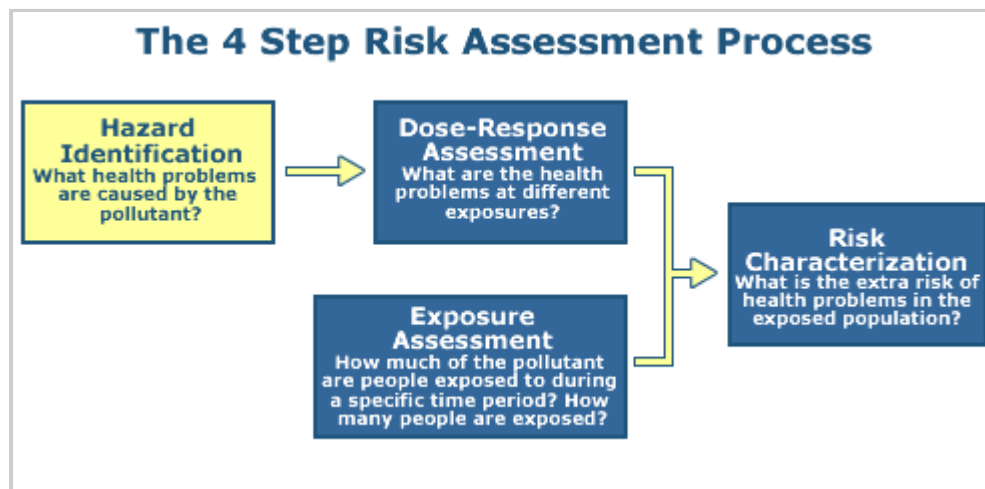 The 4 Step Risk Assessment Process
Hazard
Identification
What health problems
are caused by the
pollutant?
Dose-Response
Assessment
What are the health
problems at different
exposures?
Exposure
Assessment
How much of the pollutant
are people exposed to during
a specific time period? How
many people are exposed?
Risk
Characterization
What is the extra risk of
health problems in the
exposed population?